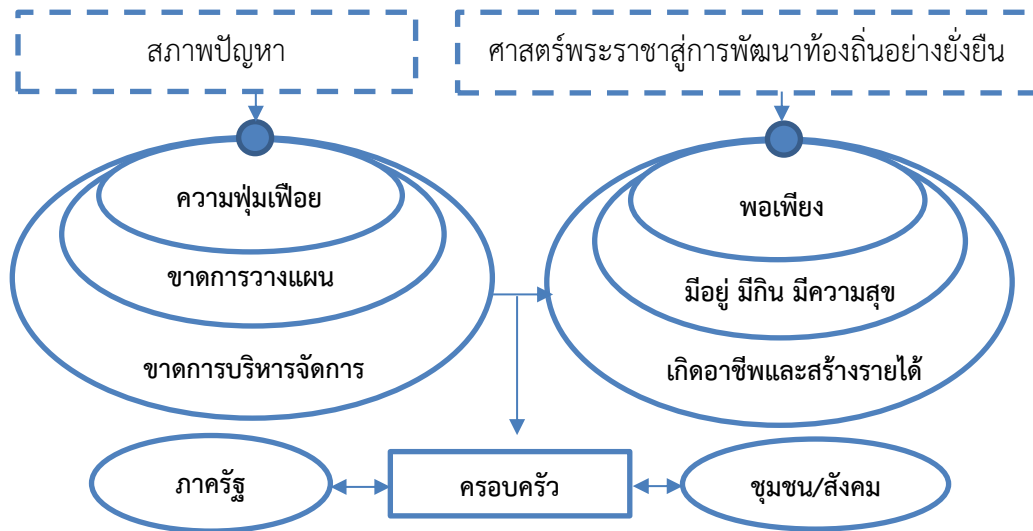 สภาพปัญหา
ศาสตร์พระราชาสู่การพัฒนาท้องถิ่นอย่างยั่งยืน
ความฟุ่มเฟือย
ขาดการวางแผน
ขาดการบริหารจัดการ
พอเพียง
มีอยู่ มีกิน มีความสุข
เกิดอาชีพและสร้างรายได้
ภาครัฐ
ครอบครัว
ชุมชน/สังคม